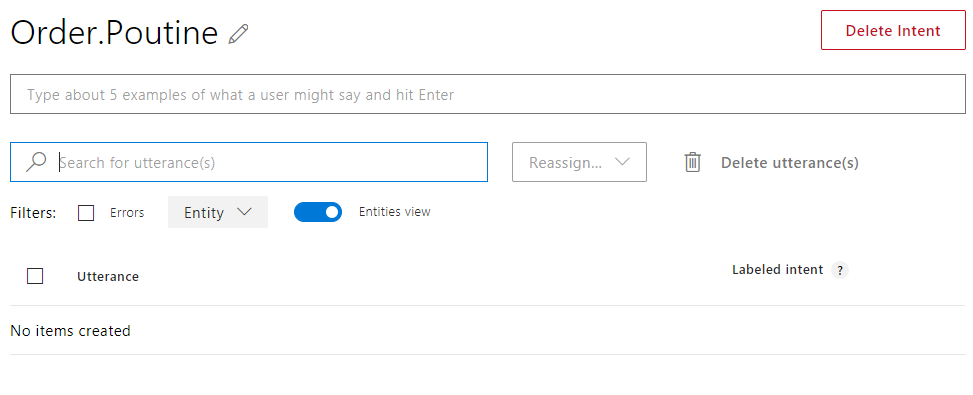 Order.Poutine
Delete Intent
Type about 5 examples of what a user might say and hit Enter
Search for utterance(s)
Reassign...
Delete utterance(s)
Filters:
Errors
Entity
Entities view
Utterance
Labeled intent ?
No items created